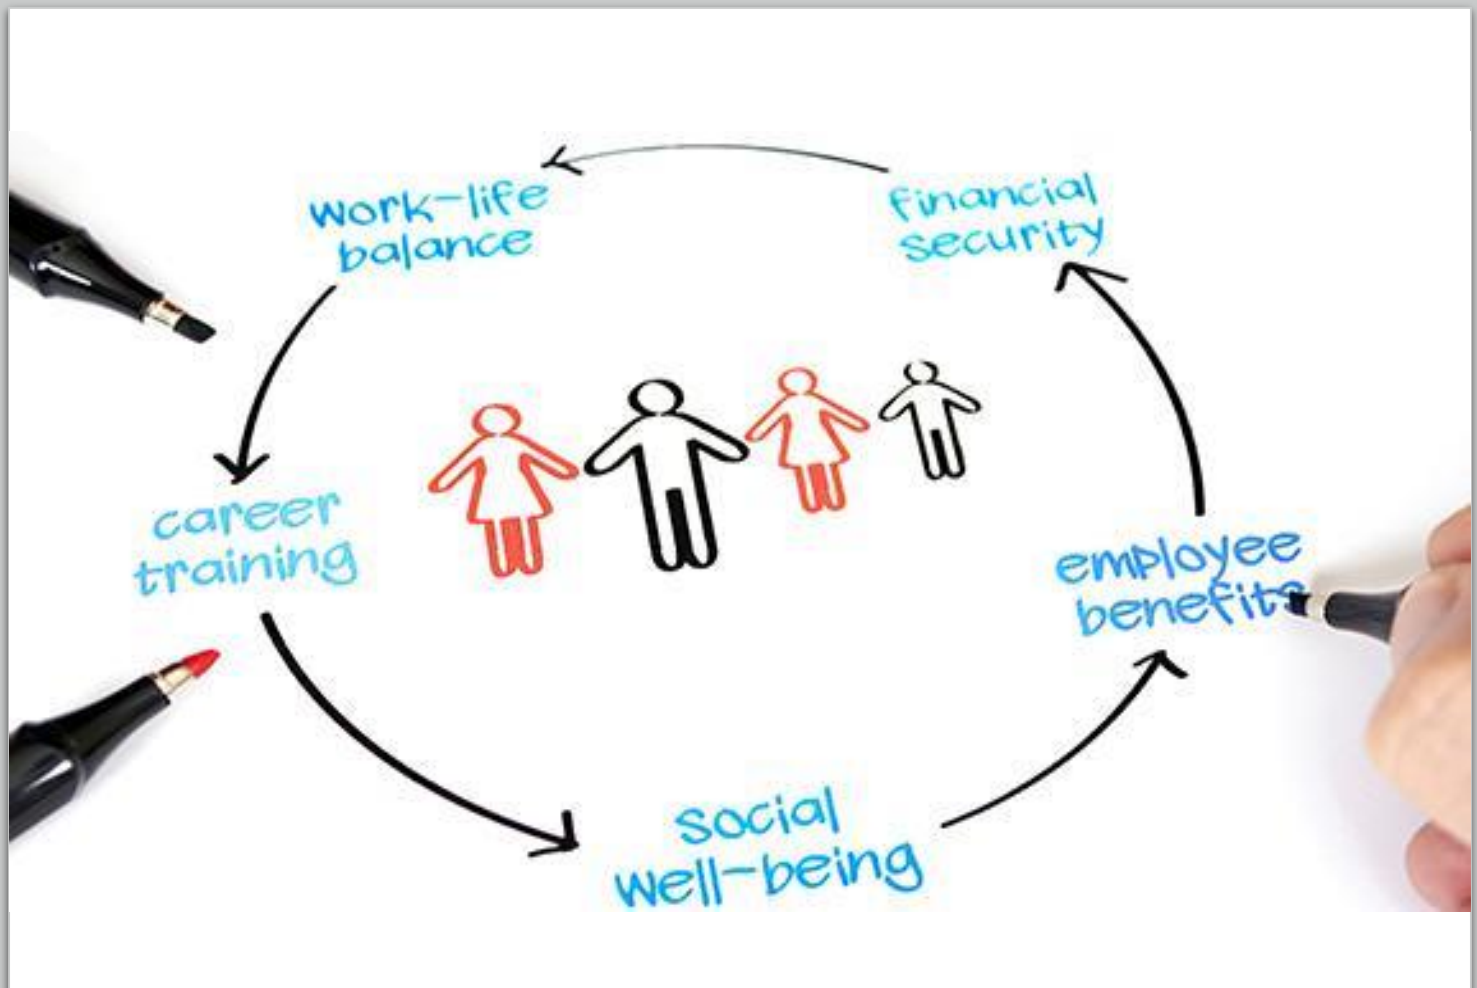 work-life
balance
financial
security
career
training
employee
benefits
social
well-being